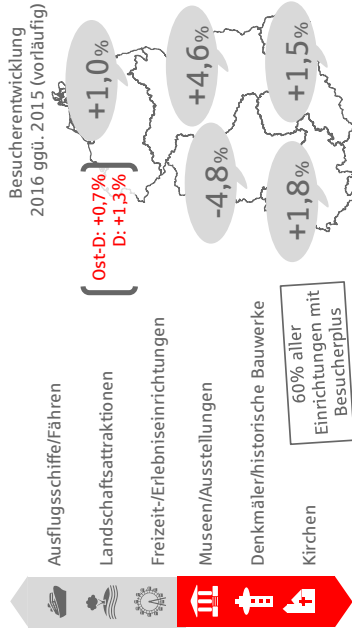 Besucherentwicklung
2016 ggü. 2015 (vorläufig)
Ausflugsschiffe/Fähren
Landschaftsattraktionen
Freizeit-/Erlebniseinrichtungen
Museen/Ausstellungen
Denkmäler/historische Bauwerke
Kirchen
Ost-D: +0,7%
D: +1,3%
+1,0%
-4,8%
+4,6%
+1,8%
+1,5%
60% aller
Einrichtungen mit
Besucherplus